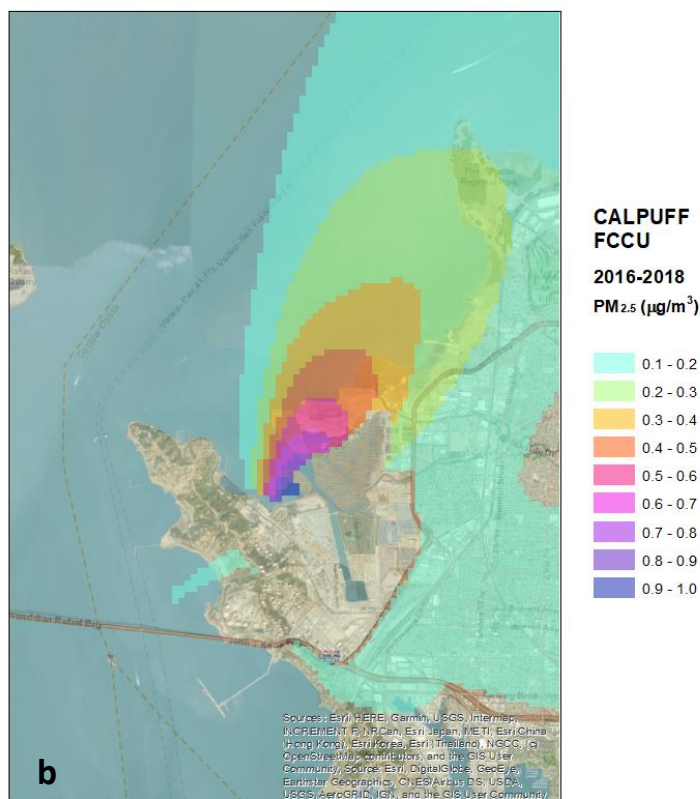 CALPUFF
FCCU
2016-2018
PM2.5 (µg/m³)
0.1 - 0.2
0.2 - 0.3
0.3 - 0.4
0.4 - 0.5
0.5 - 0.6
0.6 - 0.7
0.7 - 0.8
0.8 - 0.9
0.9 - 1.0
Regional Park
Sources: Esri, HERE, Garmin, USGS, Intermap,
INCREMENT P, NRCan, Esri Japan, METI, Esri China
(Hong Kong), Esri Korea, Esri (Thailand), NGCC, (c)
OpenStreetMap contributors, and the GIS User
Community, Source: Esri, DigitalGlobe, GeoEye,
Earthstar Geographics, CNES/Airbus DS, USDA,
USGS, AeroGRID, IGN, and the GIS User Community
b